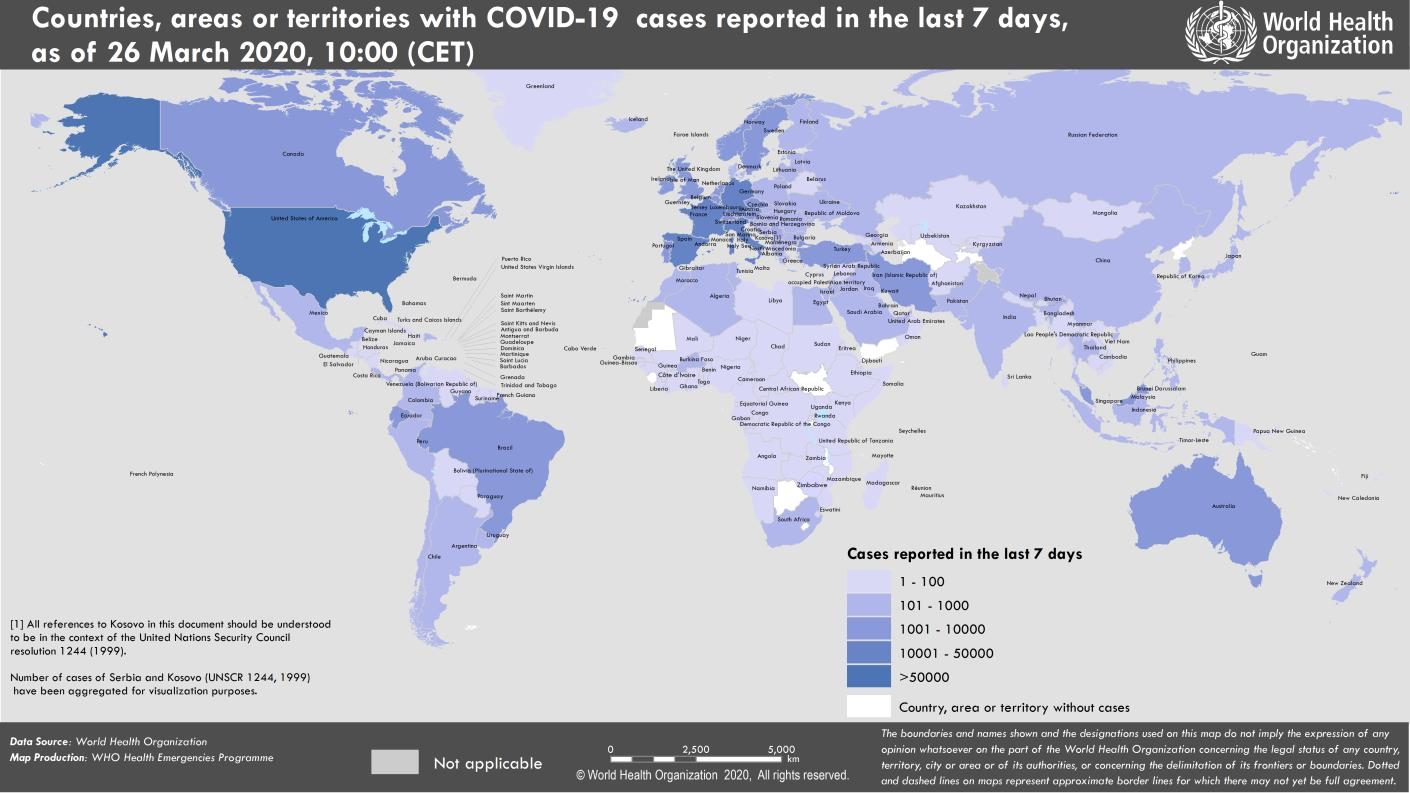 Countries, areas or territories with COVID-19 cases reported in the last 7 days,
as of 26 March 2020, 10:00 (CET)
World Health
Organization
Greenland
Iceland
Faroe Islands
Norway
Sweden
Finland
Russian Federation
Canada
Estonia
Latvia
Lithuania
Denmark
The United Kingdom
Ireland
Isle of Man
Netherlands
Belarus
Poland
Germany
Belgium
Guernsey
Jersey
Luxembourg
Czechia
Slovakia
Ukraine
France
Liechtenstein
Austria
Hungary
Republic of Moldova
Slovenia
Romania
Switzerland
Croatia
Bosnia and Herzegovina
San Marino
Serbia
Monaco
Italy
Kosovo[1]
Bulgaria
Montenegro
Holy See
North Macedonia
Albania
Andorra
Spain
Portugal
Greece
Turkey
Georgia
Armenia
Azerbaijan
Kazakhstan
Uzbekistan
Kyrgyzstan
Mongolia
China
Japan
Republic of Korea
United States of America
Gibraltar
Tunisia
Malta
Morocco
Algeria
Libya
Egypt
Cyprus
Syrian Arab Republic
Lebanon
occupied Palestinian territory
Israel
Jordan
Iraq
Iran (Islamic Republic of)
Kuwait
Afghanistan
Pakistan
Bahrain
Qatar
Saudi Arabia
United Arab Emirates
Oman
Nepal
Bhutan
Bangladesh
India
Myanmar
Lao People's Democratic Republic
Viet Nam
Thailand
Cambodia
Philippines
Guam
Sri Lanka
Brunei Darussalam
Malaysia
Singapore
Indonesia
Timor-Leste
Papua New Guinea
Fiji
New Caledonia
Australia
New Zealand
Puerto Rico
United States Virgin Islands
Bermuda
Saint Martin
Sint Maarten
Saint Barthélemy
Bahamas
Mexico
Cuba
Turks and Caicos Islands
Saint Kitts and Nevis
Antigua and Barbuda
Montserrat
Guadeloupe
Dominica
Martinique
Saint Lucia
Barbados
Grenada
Trinidad and Tobago
Cayman Islands
Haiti
Belize
Jamaica
Honduras
Guatemala
El Salvador
Nicaragua
Aruba
Curacao
Costa Rica
Panama
Venezuela (Bolivarian Republic of)
Guyana
Suriname
French Guiana
Colombia
Ecuador
Peru
Brazil
Bolivia (Plurinational State of)
Paraguay
Uruguay
Argentina
Chile
French Polynesia
Cabo Verde
Senegal
Gambia
Guinea-Bissau
Guinea
Mali
Niger
Chad
Sudan
Eritrea
Djibouti
Ethiopia
Somalia
Burkina Faso
Côte d'Ivoire
Benin
Nigeria
Togo
Ghana
Liberia
Cameroon
Central African Republic
Equatorial Guinea
Congo
Gabon
Democratic Republic of the Congo
Uganda
Kenya
Rwanda
United Republic of Tanzania
Seychelles
Angola
Zambia
Mayotte
Namibia
Zimbabwe
Mozambique
Madagascar
Réunion
Mauritius
Eswatini
South Africa
Cases reported in the last 7 days
1 - 100
101 - 1000
1001 - 10000
10001 - 50000
>50000
Country, area or territory without cases
[1] All references to Kosovo in this document should be understood
to be in the context of the United Nations Security Council
resolution 1244 (1999).
Number of cases of Serbia and Kosovo (UNSCR 1244, 1999)
have been aggregated for visualization purposes.
Data Source: World Health Organization
Map Production: WHO Health Emergencies Programme
Not applicable
0 2,500 5,000
km
© World Health Organization 2020, All rights reserved.
The boundaries and names shown and the designations used on this map do not imply the expression of any
opinion whatsoever on the part of the World Health Organization concerning the legal status of any country,
territory, city or area or of its authorities, or concerning the delimitation of its frontiers or boundaries. Dotted
and dashed lines on maps represent approximate border lines for which there may not yet be full agreement.